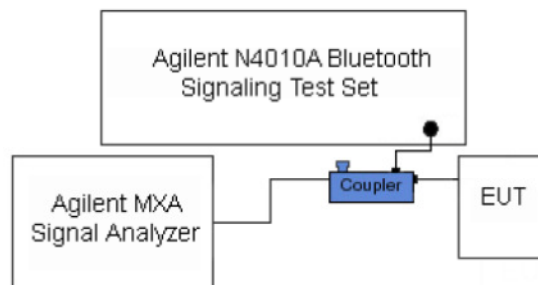 Agilent N4010A Bluetooth
Signaling Test Set
Coupler
Agilent MXA
Signal Analyzer
EUT